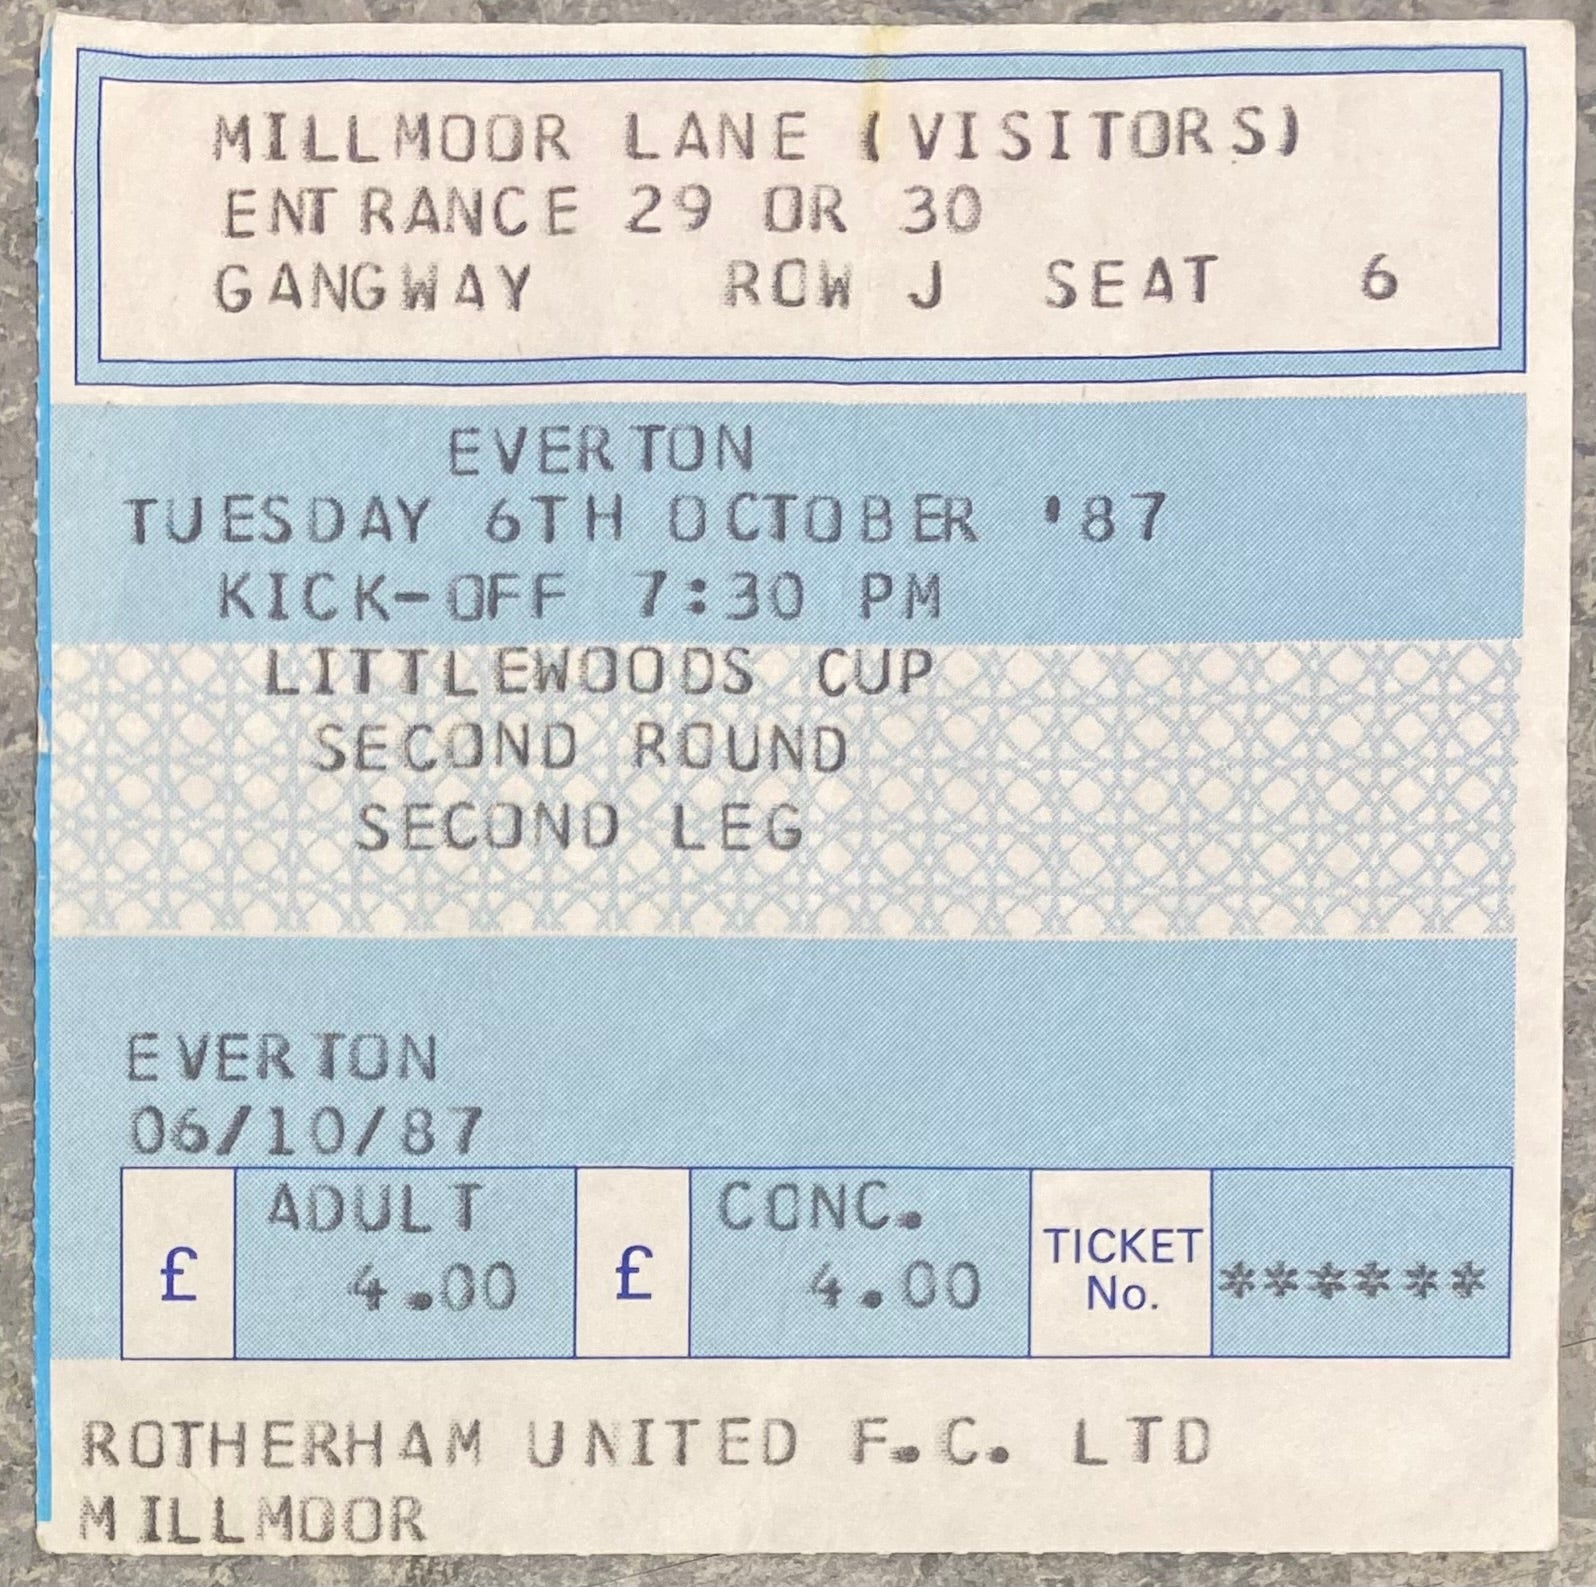 MILLMOOR LANE (VISITORS)
ENTRANCE 29 OR 30
GANGWAY ROW J SEAT 6
EVERTON
TUESDAY 6TH OCTOBER '87
KICK-OFF 7:30 PM
LITTLEWOODS CUP
SECOND ROUND
SECOND LEG
EVERTON
06/10/87
ADULT CONC.
£ 4.00 £ 4.00 TICKET No. ******
ROTHERHAM UNITED F.C. LTD
MILLMOOR